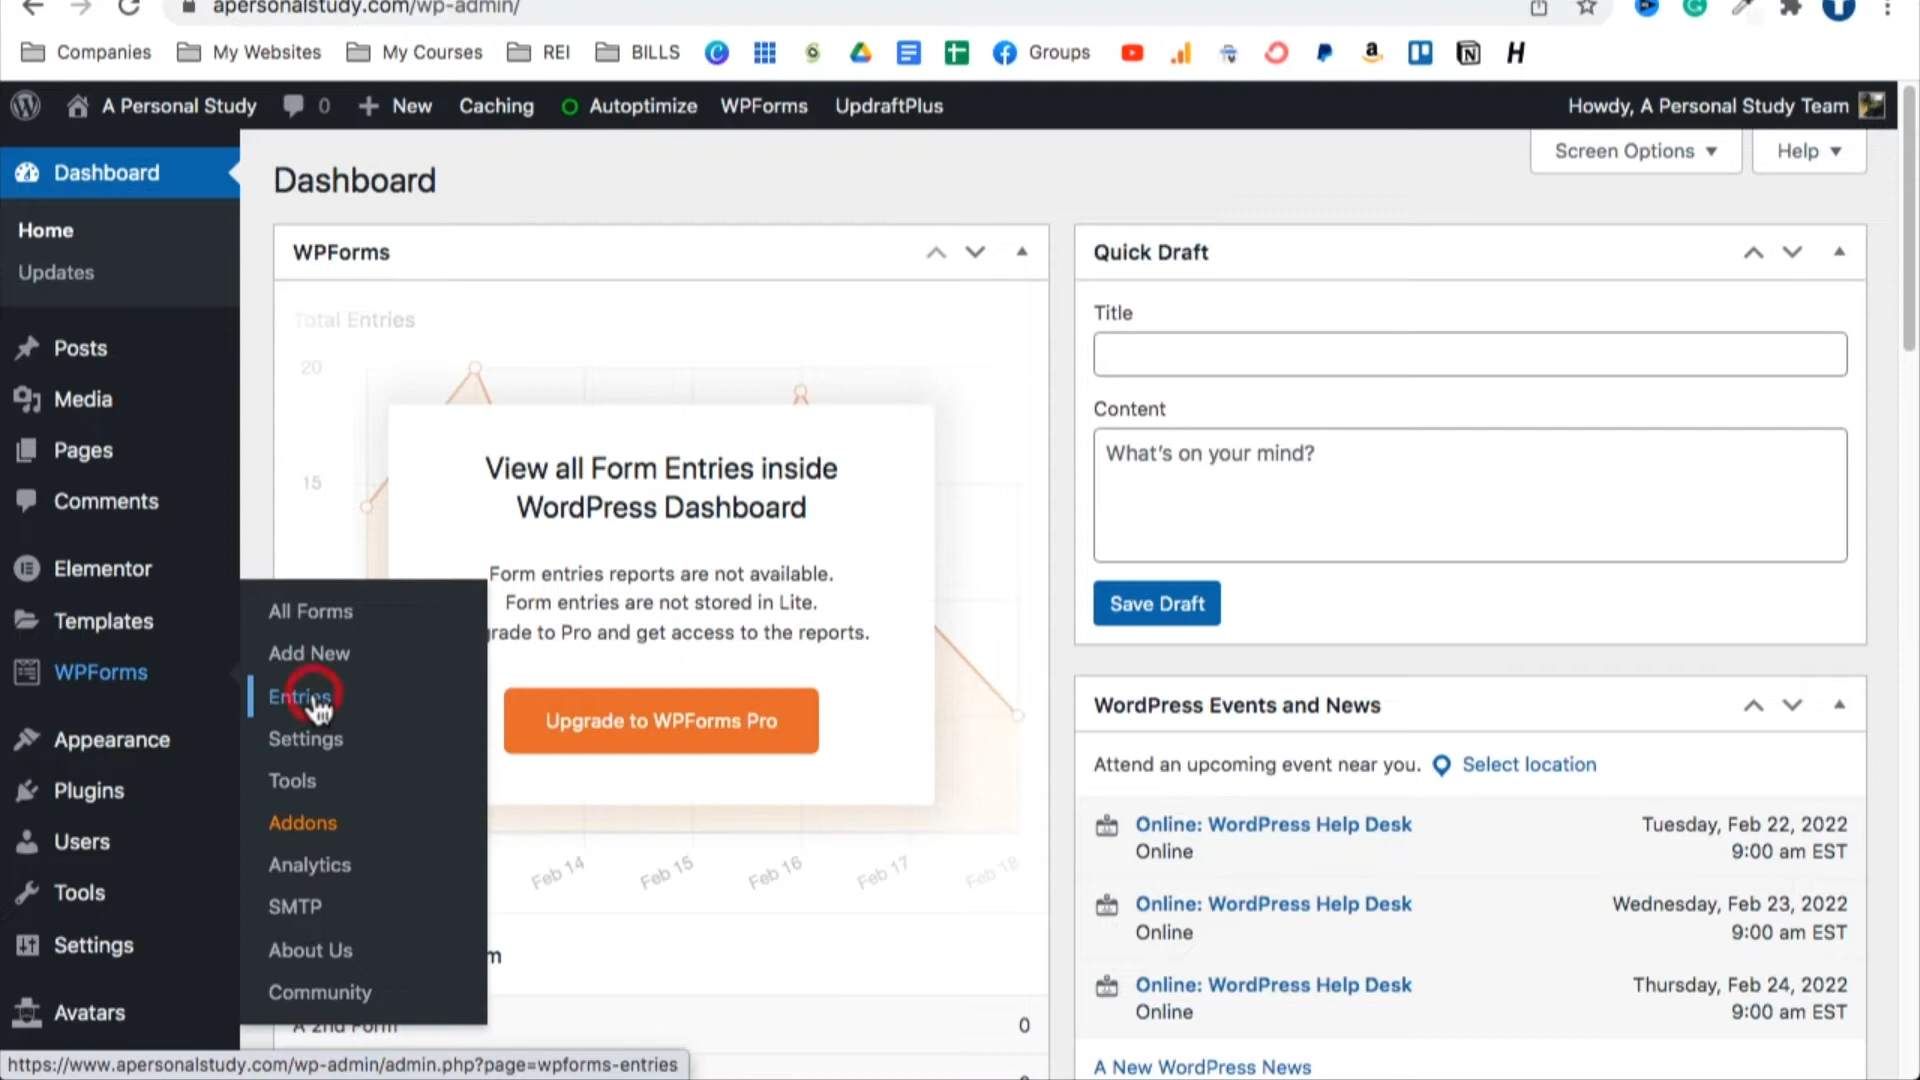 apersonalstudy.com/wp-admin/
Companies My Websites My Courses REI BILLS Groups
A Personal Study 0 New Caching Autoptimize WPForms UpdraftPlus Howdy, A Personal Study Team
Screen Options Help
Dashboard
Home
Updates
Posts
Media
Pages
Comments
Elementor
Templates
WPForms
Appearance
Plugins
Users
Tools
Settings
Avatars
All Forms
Add New
Entries
Settings
Tools
Addons
Analytics
SMTP
About Us
Community
Dashboard
WPForms
Total Entries
20
15
View all Form Entries inside
WordPress Dashboard
Form entries reports are not available.
Form entries are not stored in Lite.
rade to Pro and get access to the reports.
Upgrade to WPForms Pro
Feb 14 Feb 15 Feb 16 Feb 17 Feb 18
m
A 2nd Form 0
Quick Draft
Title
Content
What's on your mind?
Save Draft
WordPress Events and News
Attend an upcoming event near you. Select location
Online: WordPress Help Desk Tuesday, Feb 22, 2022
Online 9:00 am EST
Online: WordPress Help Desk Wednesday, Feb 23, 2022
Online 9:00 am EST
Online: WordPress Help Desk Thursday, Feb 24, 2022
Online 9:00 am EST
A New WordPress News
https://www.apersonalstudy.com/wp-admin/admin.php?page=wpforms-entries